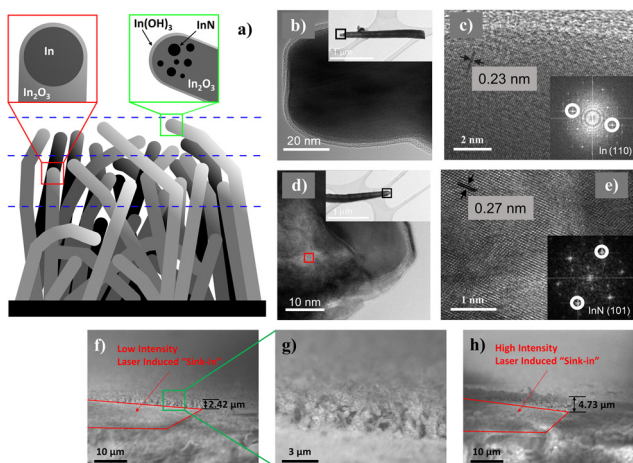 In(OH)₃
InN
a)
In
In₂O₃
In₂O₃
b)
20 nm
c)
0.23 nm
2 nm
In (110)
d)
1 μm
10 nm
e)
0.27 nm
1 nm
InN (101)
f)
Low Intensity
Laser Induced "Sink-in"
2.42 μm
10 μm
g)
3 μm
h)
High Intensity
Laser Induced "Sink-in"
4.73 μm
10 μm